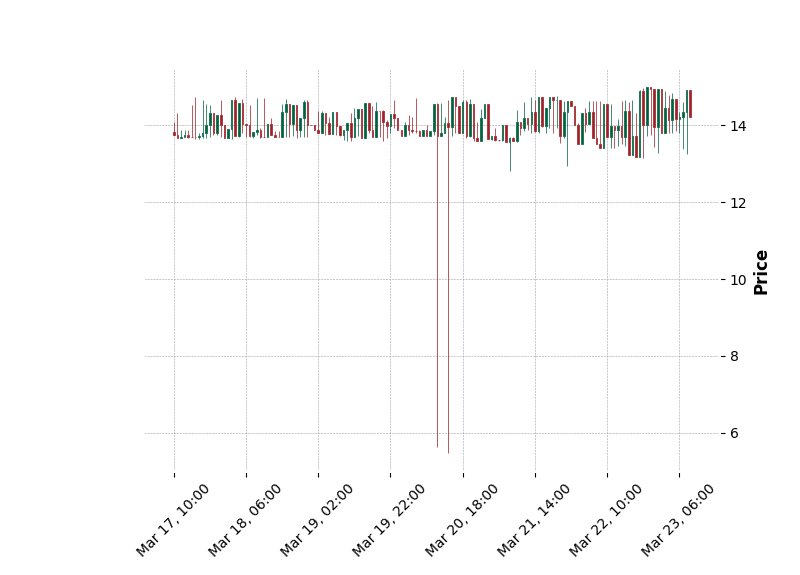 14
12
10
8
6
Price
Mar 17, 10:00
Mar 18, 06:00
Mar 19, 02:00
Mar 19, 22:00
Mar 20, 18:00
Mar 21, 14:00
Mar 22, 10:00
Mar 23, 06:00